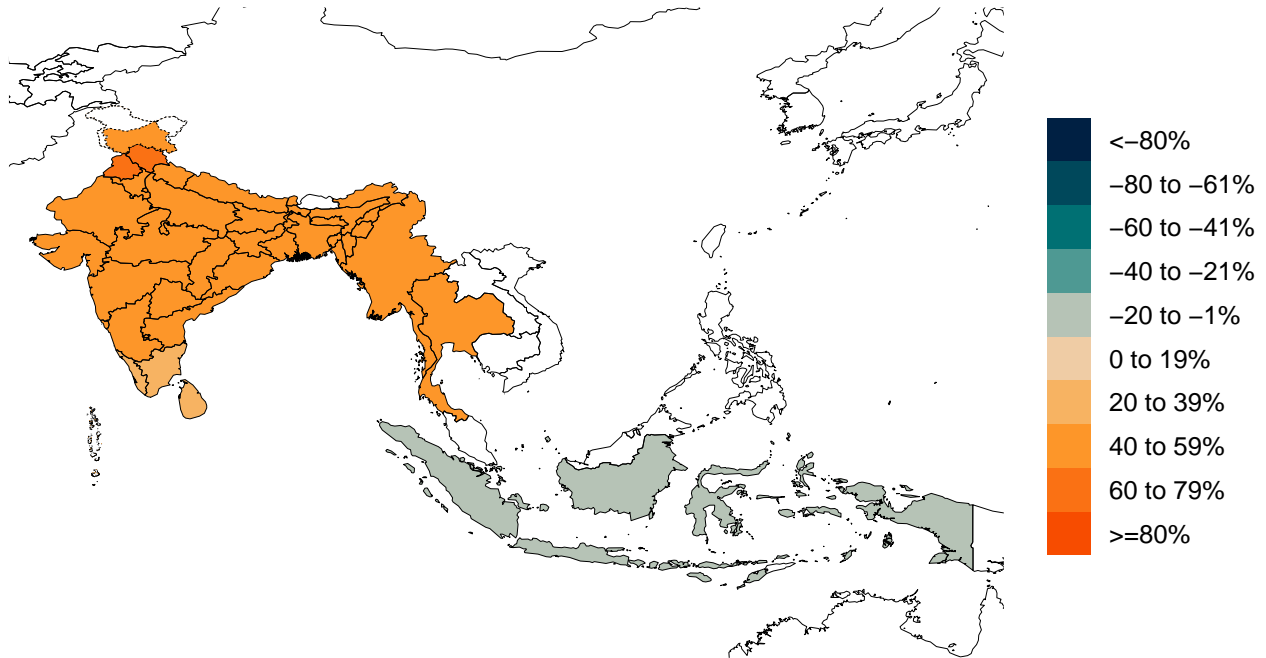 <−80%
−80 to −61%
−60 to −41%
−40 to −21%
−20 to −1%
0 to 19%
20 to 39%
40 to 59%
60 to 79%
>=80%